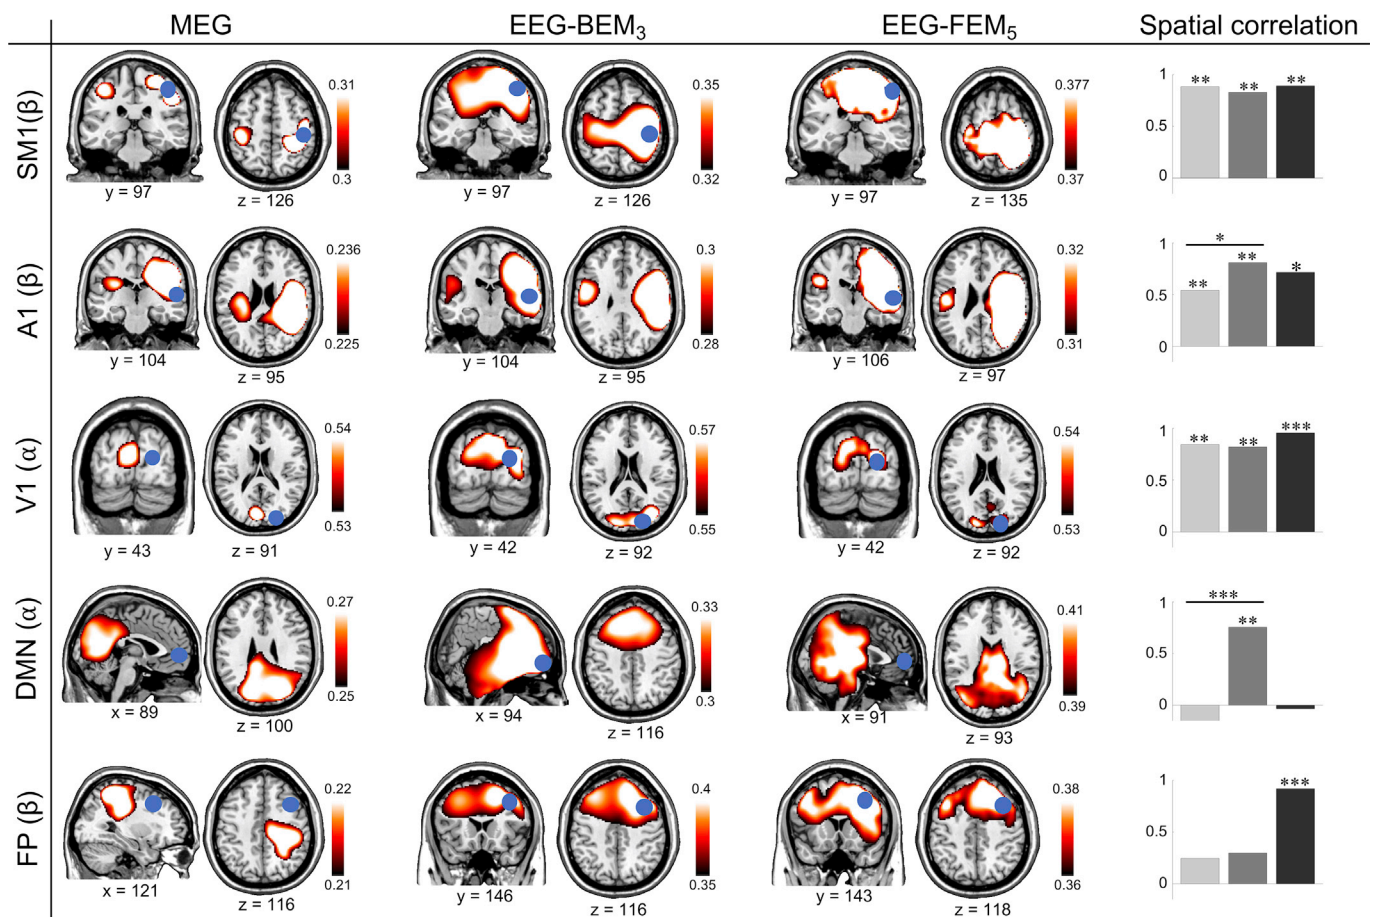 MEG EEG-BEM3 EEG-FEM5 Spatial correlation
SM1(β)
0.31
0.3
y = 97
z = 126
0.35
0.32
y = 97
z = 126
0.377
0.37
y = 97
z = 135
1
0.5
0
** ** **
A1 (β)
0.236
0.225
y = 104
z = 95
0.3
0.28
y = 104
z = 95
0.32
0.31
y = 106
z = 97
1
0.5
0
*
** ** *
V1 (α)
0.54
0.53
y = 43
z = 91
0.57
0.55
y = 42
z = 92
0.54
0.53
y = 42
z = 92
1
0.5
0
** ** ***
DMN (α)
0.27
0.25
x = 89
z = 100
0.33
0.3
x = 94
z = 116
0.41
0.39
x = 91
z = 93
1
0.5
0
***
**
FP (β)
0.22
0.21
x = 121
z = 116
0.4
0.35
y = 146
z = 116
0.38
0.36
y = 143
z = 118
1
0.5
0
***